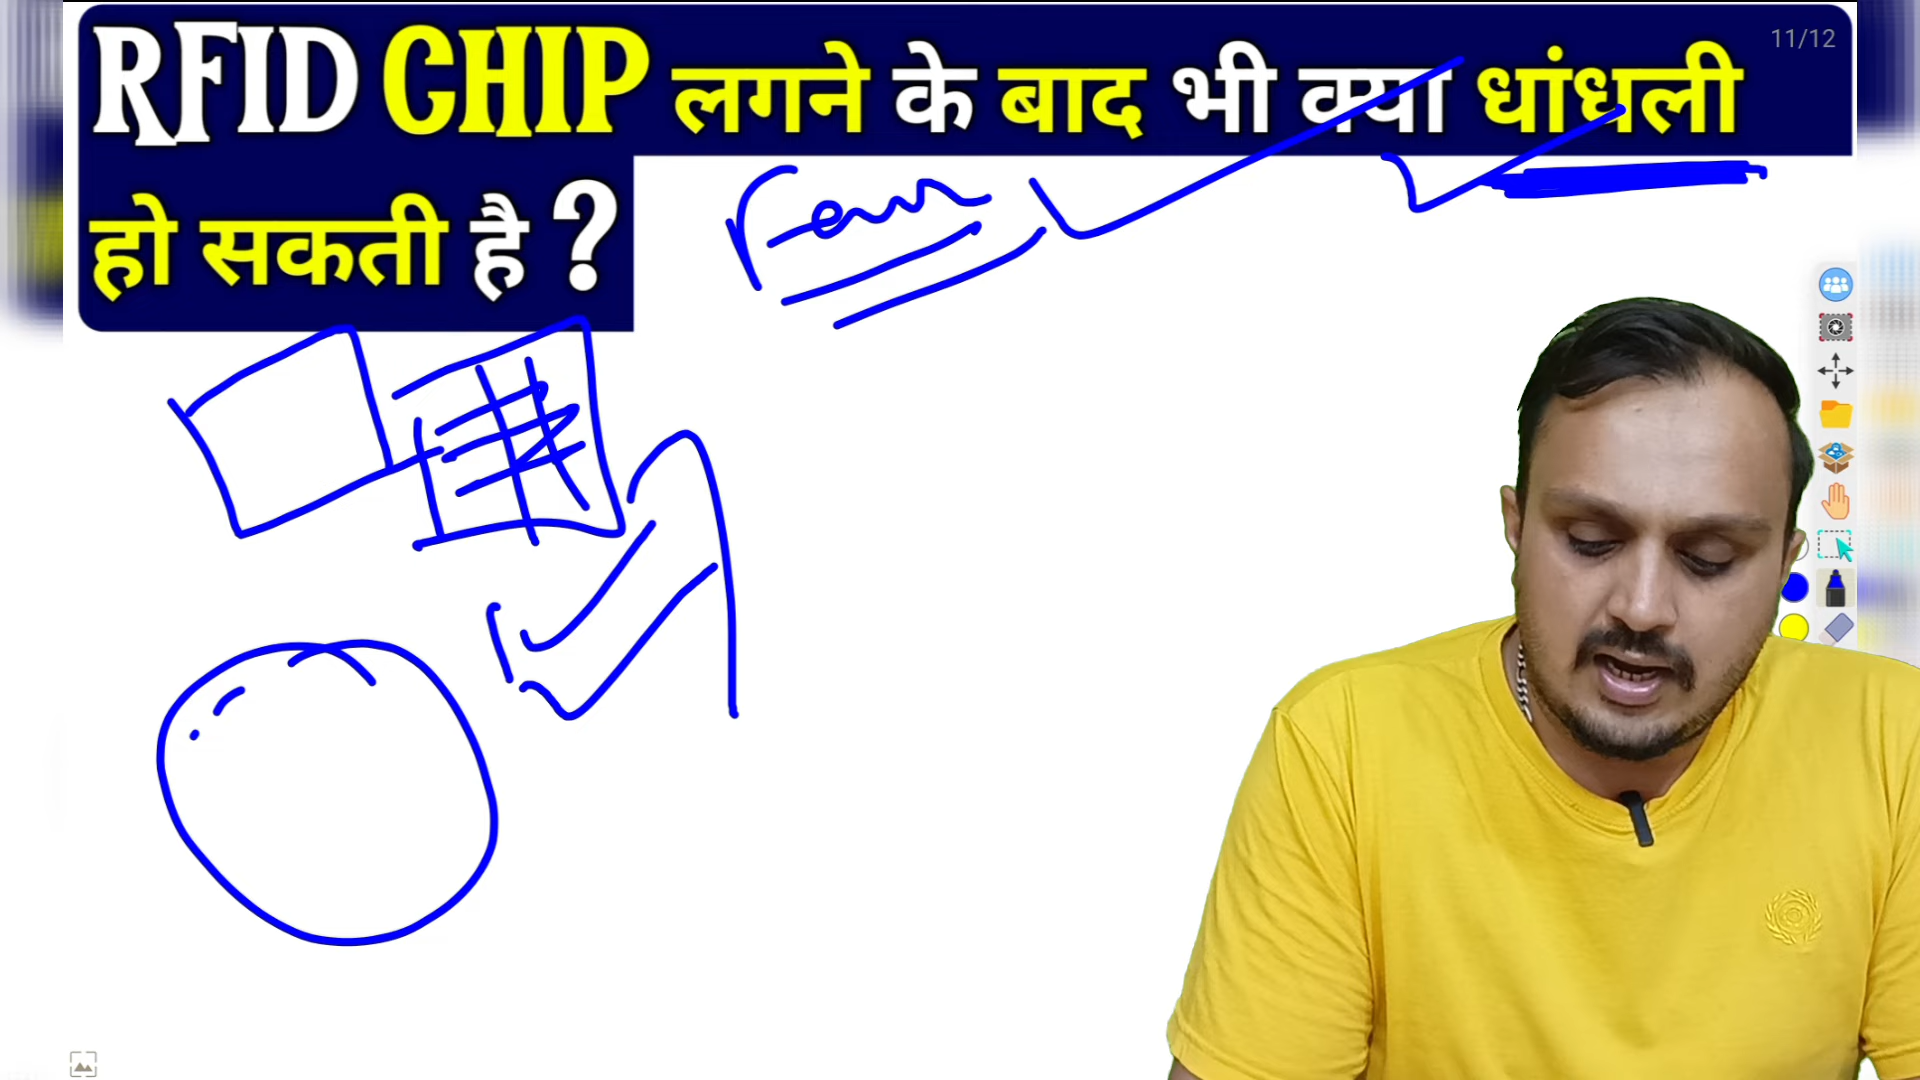 RFID CHIP लगने के बाद भी क्या धांधली
हो सकती है ?
11/12